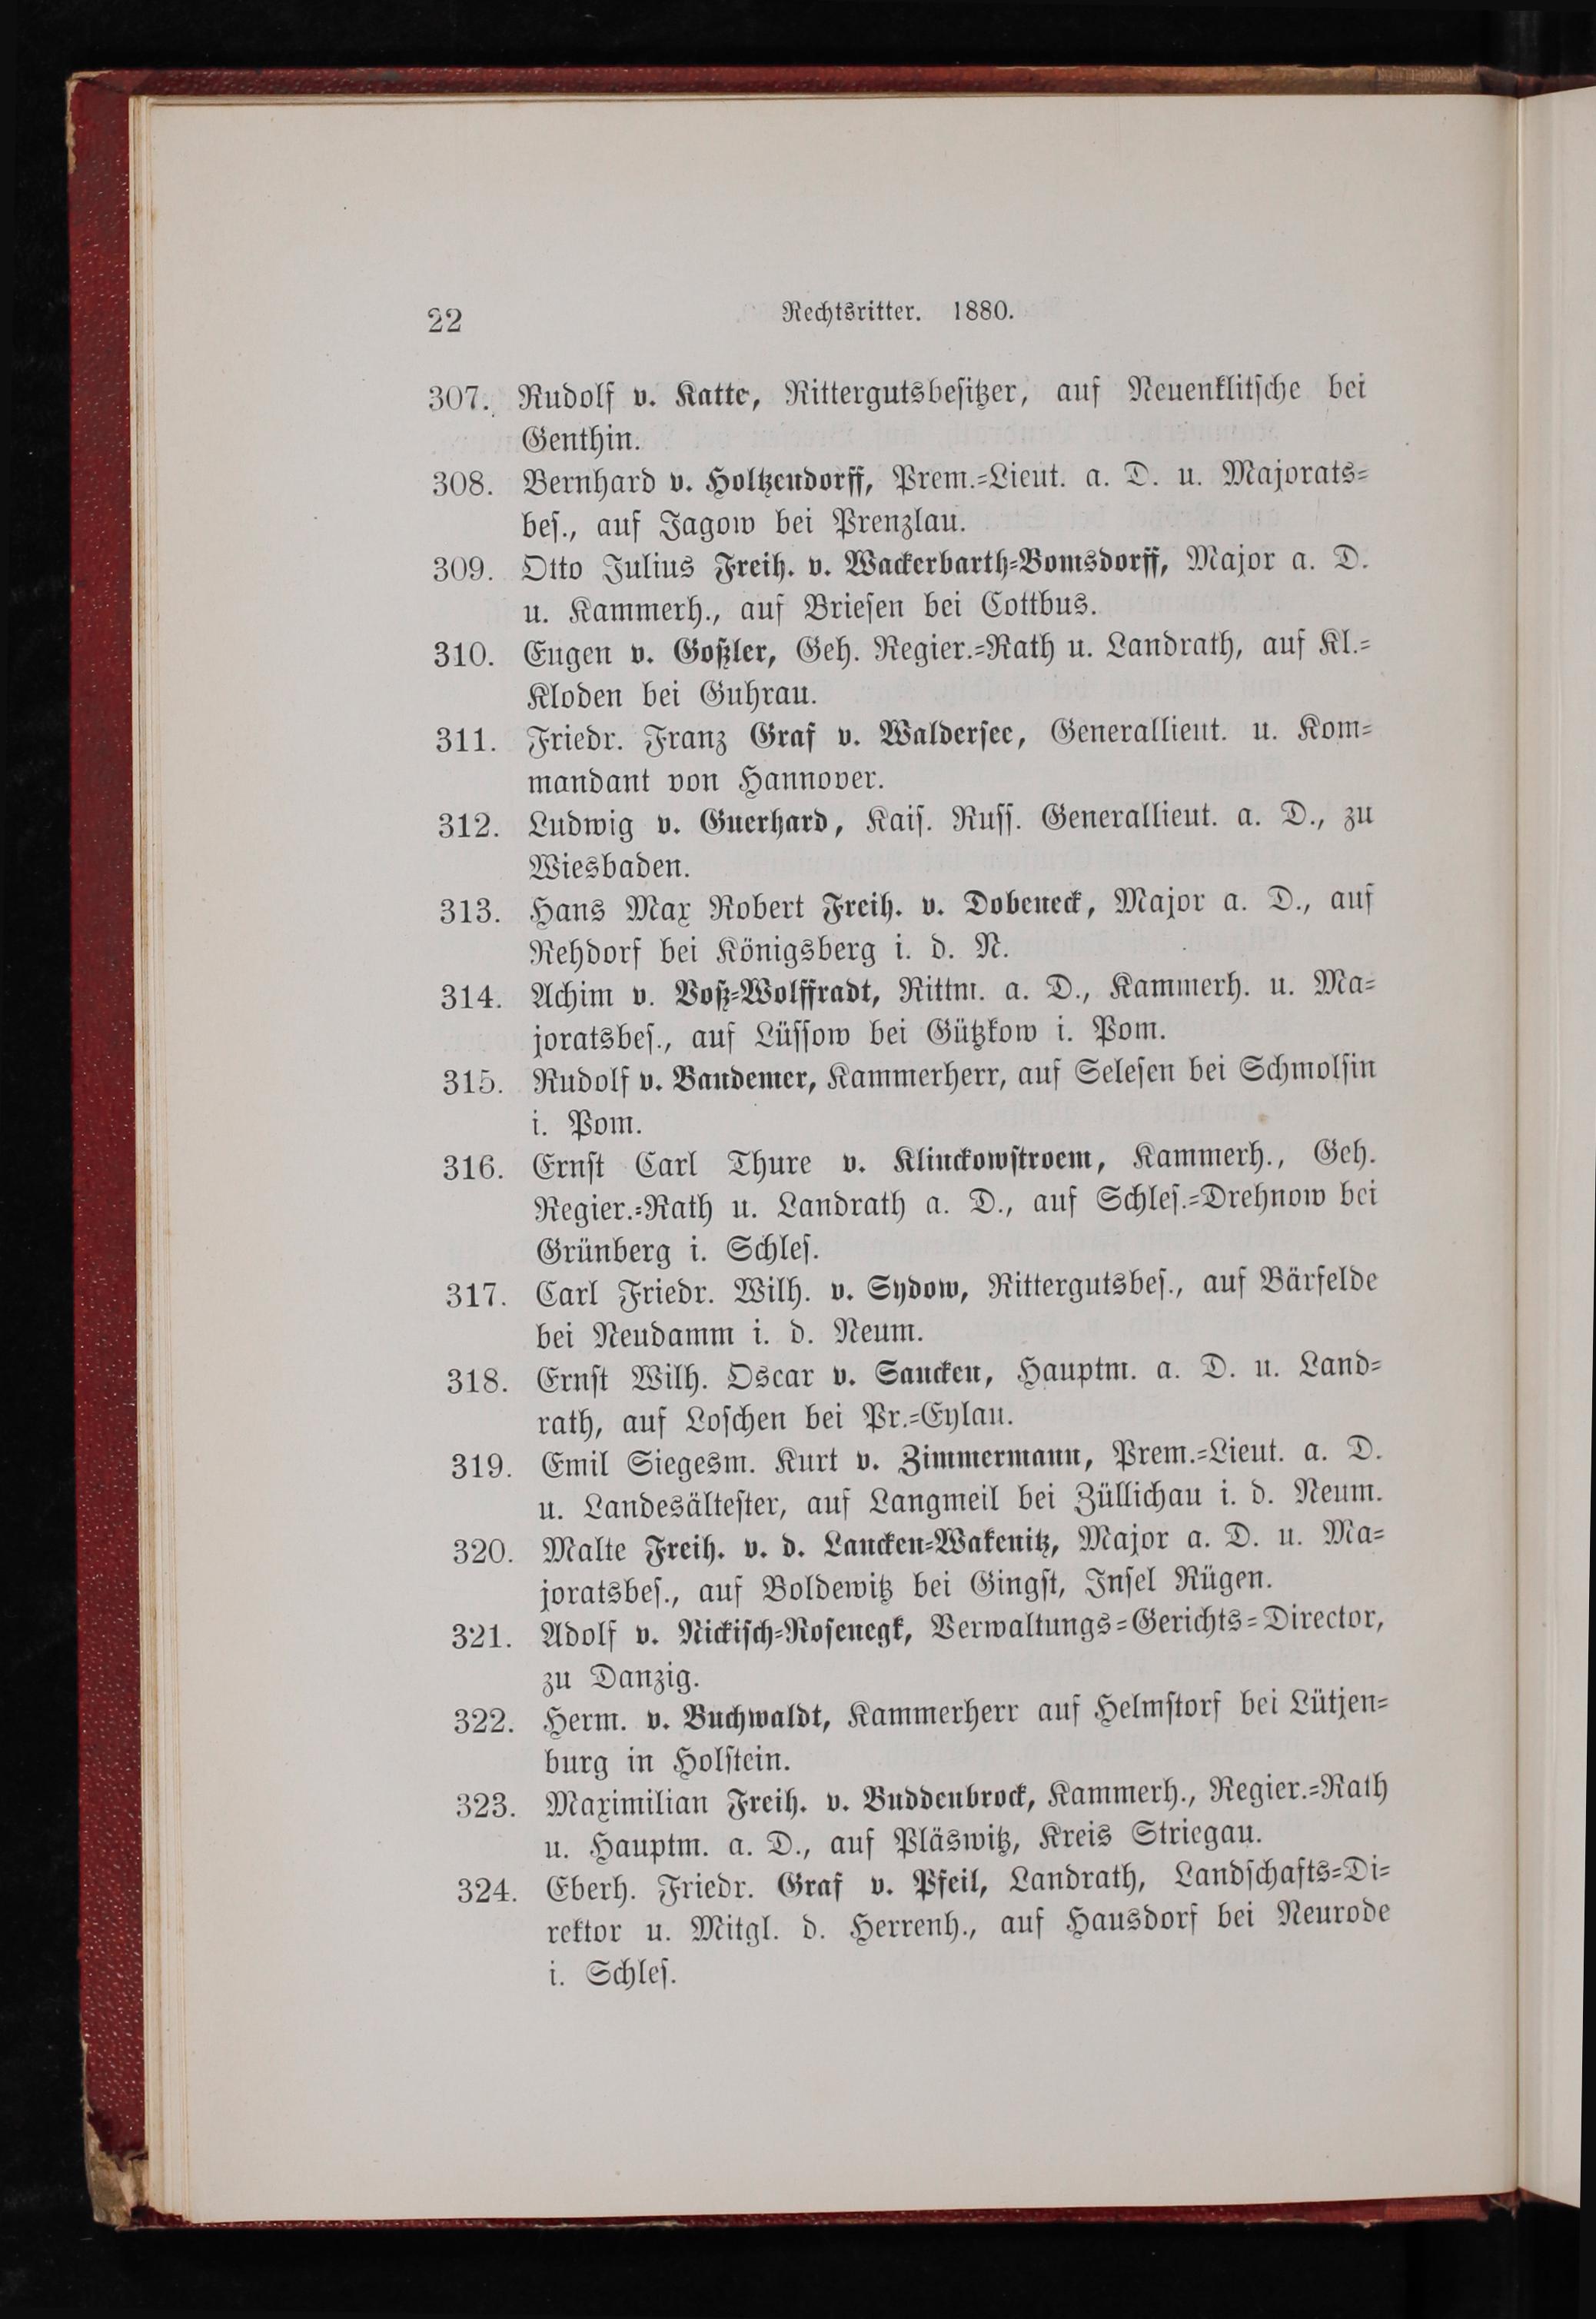 22 Rechtsritter. 1880.
307. Rudolf v. Katte, Rittergutsbesitzer, auf Neuenklitsche bei
Genthin.
308. Bernhard v. Holtzendorff, Prem.=Lieut. a. D. u. Majorats=
bes., auf Jagow bei Prenzlau.
309. Otto Julius Freih. v. Wackerbarth=Bomsdorff, Major a. D.
u. Kammerh., auf Briesen bei Cottbus.
310. Eugen v. Goßler, Geh. Regier.=Rath u. Landrath, auf Kl.=
Kloden bei Guhrau.
311. Friedr. Franz Graf v. Waldersee, Generallieut. u. Kom=
mandant von Hannover.
312. Ludwig v. Guerhard, Kais. Russ. Generallieut. a. D., zu
Wiesbaden.
313. Hans Max Robert Freih. v. Dobeneck, Major a. D., auf
Rehdorf bei Königsberg i. d. N.
314. Achim v. Voß=Wolffradt, Rittm. a. D., Kammerh. u. Ma=
joratsbes., auf Lüssow bei Gützkow i. Pom.
315. Rudolf v. Bandemer, Kammerherr, auf Selesen bei Schmolsin
i. Pom.
316. Ernst Carl Thure v. Klinckowstroem, Kammerh., Geh.
Regier.=Rath u. Landrath a. D., auf Schles.=Drehnow bei
Grünberg i. Schles.
317. Carl Friedr. Wilh. v. Sydow, Rittergutsbes., auf Bärfelde
bei Neudamm i. d. Neum.
318. Ernst Wilh. Oscar v. Saucken, Hauptm. a. D. u. Land=
rath, auf Loschen bei Pr.=Eylau.
319. Emil Siegesm. Kurt v. Zimmermann, Prem.=Lieut. a. D.
u. Landesältester, auf Langmeil bei Züllichau i. d. Neum.
320. Malte Freih. v. d. Lancken=Wakenitz, Major a. D. u. Ma=
joratsbes., auf Boldewitz bei Gingst, Insel Rügen.
321. Adolf v. Nickisch=Rosenegk, Verwaltungs=Gerichts=Director,
zu Danzig.
322. Herm. v. Buchwaldt, Kammerherr auf Helmstorf bei Lütjen=
burg in Holstein.
323. Maximilian Freih. v. Buddenbrock, Kammerh., Regier.=Rath
u. Hauptm. a. D., auf Pläswitz, Kreis Striegau.
324. Eberh. Friedr. Graf v. Pfeil, Landrath, Landschafts=Di=
rektor u. Mitgl. d. Herrenh., auf Hausdorf bei Neurode
i. Schles.